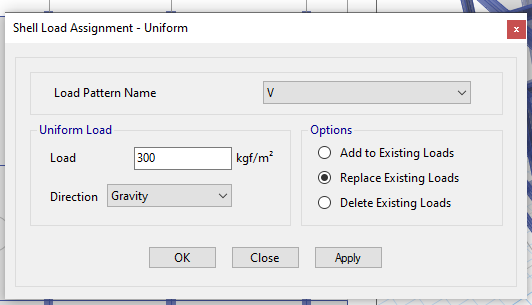 Shell Load Assignment - Uniform
x
Load Pattern Name
V
Uniform Load
Load
300
kgf/m²
Direction
Gravity
Options
Add to Existing Loads
Replace Existing Loads
Delete Existing Loads
OK
Close
Apply